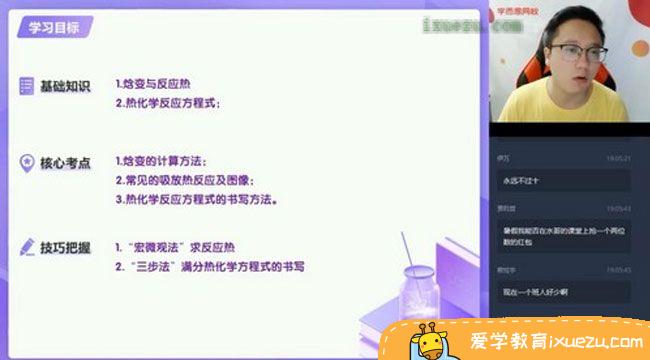 学习目标
ixuezu.com
学而思网校
基础知识
1.焓变与反应热
2.热化学反应方程式；
核心考点
1.焓变的计算方法；
2.常见的吸放热反应及图像；
3.热化学反应方程式的书写方法。
技巧把握
1.“宏微观法”求反应热
2.“三步法”满分热化学方程式的书写
伊万
19:05:21
永远不过十
19:05:43
暑假我能否在水哥的课堂上抢一个两位
数的红包
19:05:45
现在一个班人好少啊
爱学教育ixuezu.com